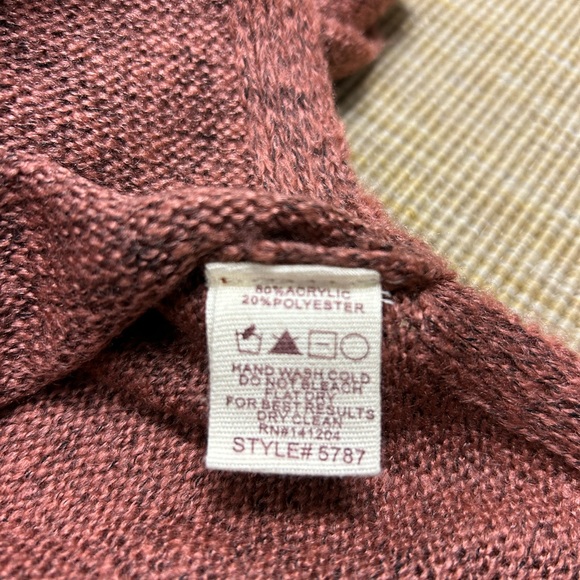 80% ACRYLIC
20% POLYESTER
HAND WASH COLD
DO NOT BLEACH
FLAT DRY
FOR BEST RESULTS
DRY CLEAN
RN#141204
STYLE# 5787